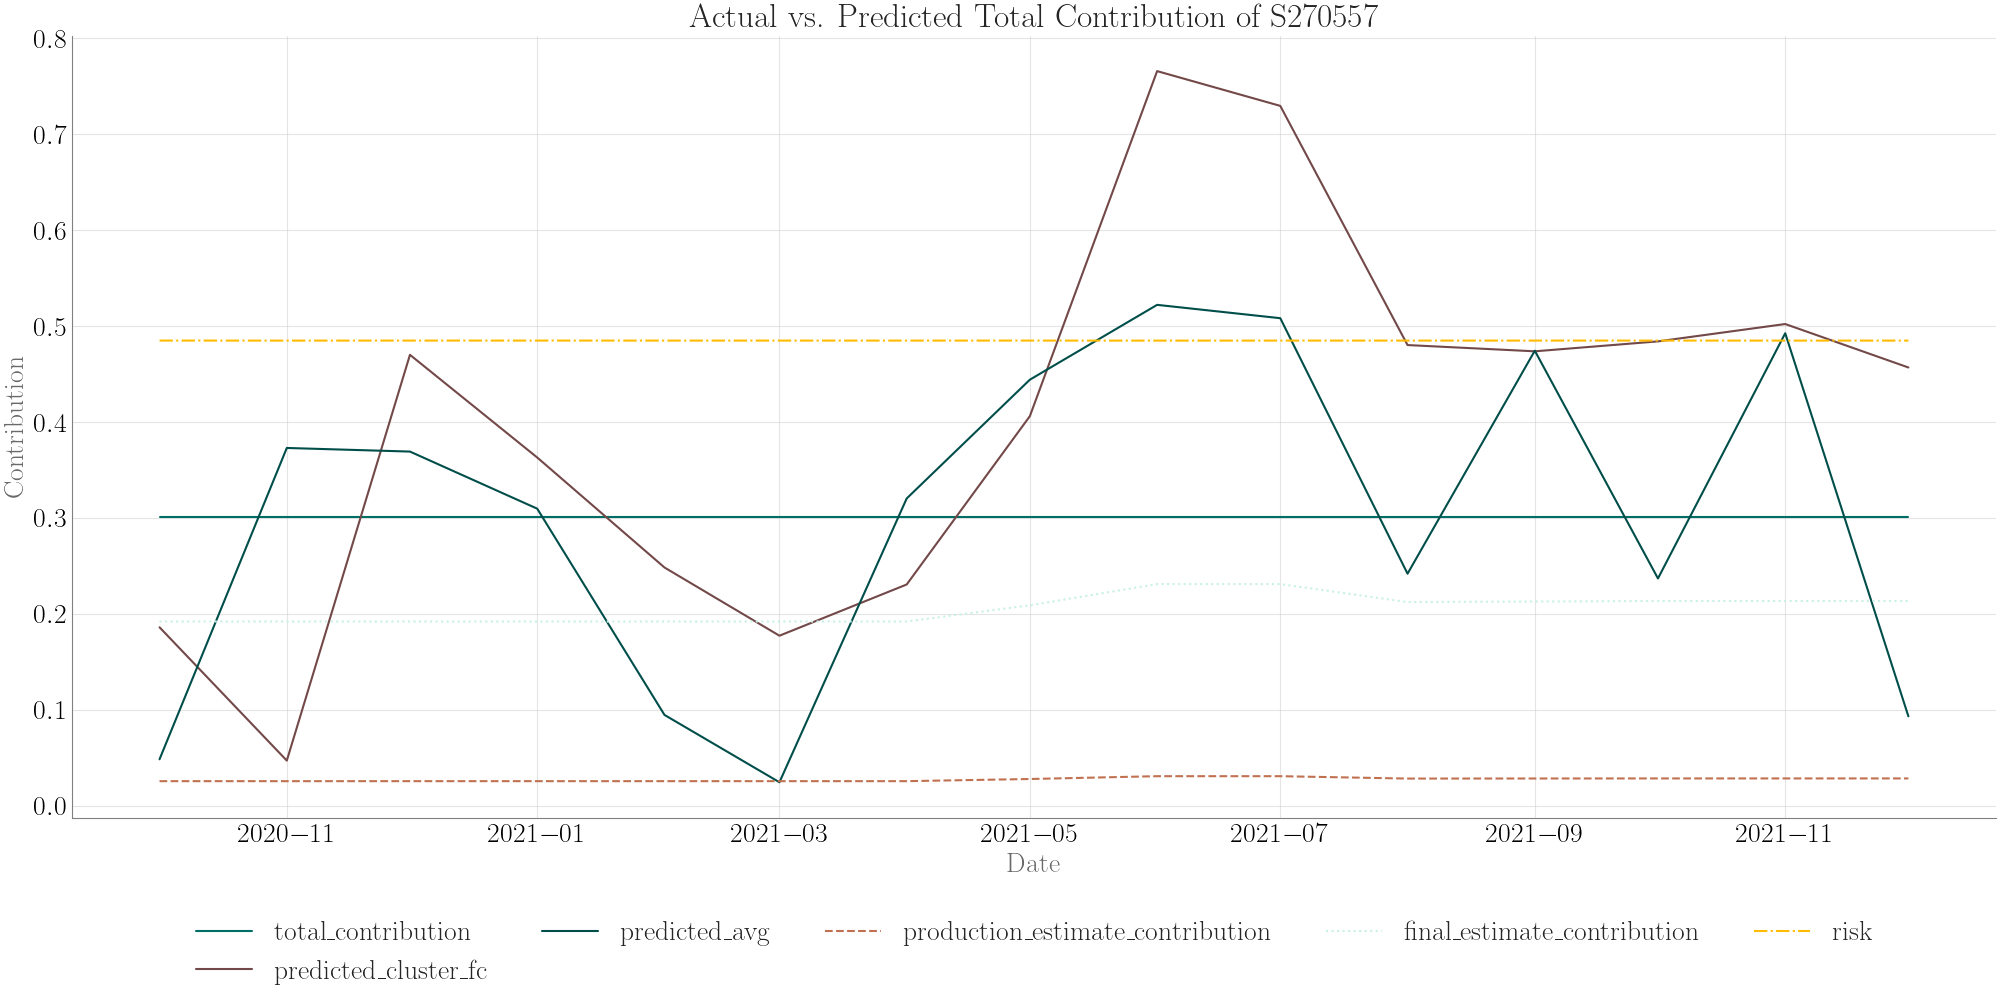 Actual vs. Predicted Total Contribution of S270557
0.8
0.7
0.6
0.5
0.4
0.3
0.2
0.1
0.0
Contribution
2020−11 2021−01 2021−03 2021−05 2021−07 2021−09 2021−11
Date
total_contribution predicted_avg production_estimate_contribution final_estimate_contribution risk
predicted_cluster_fc